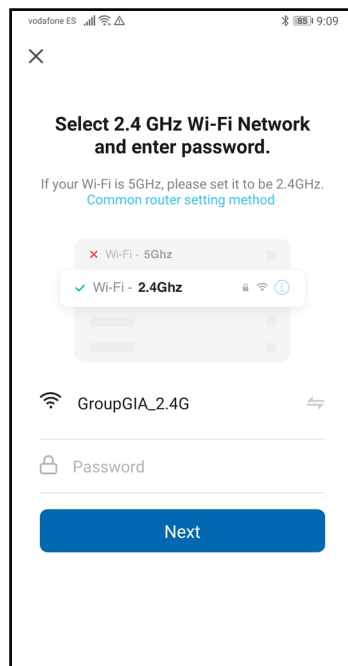 vodafone ES 85 9:09
Select 2.4 GHz Wi-Fi Network
and enter password.
If your Wi-Fi is 5GHz, please set it to be 2.4GHz.
Common router setting method
Wi-Fi - 5Ghz
Wi-Fi - 2.4Ghz
GroupGIA_2.4G
Password
Next